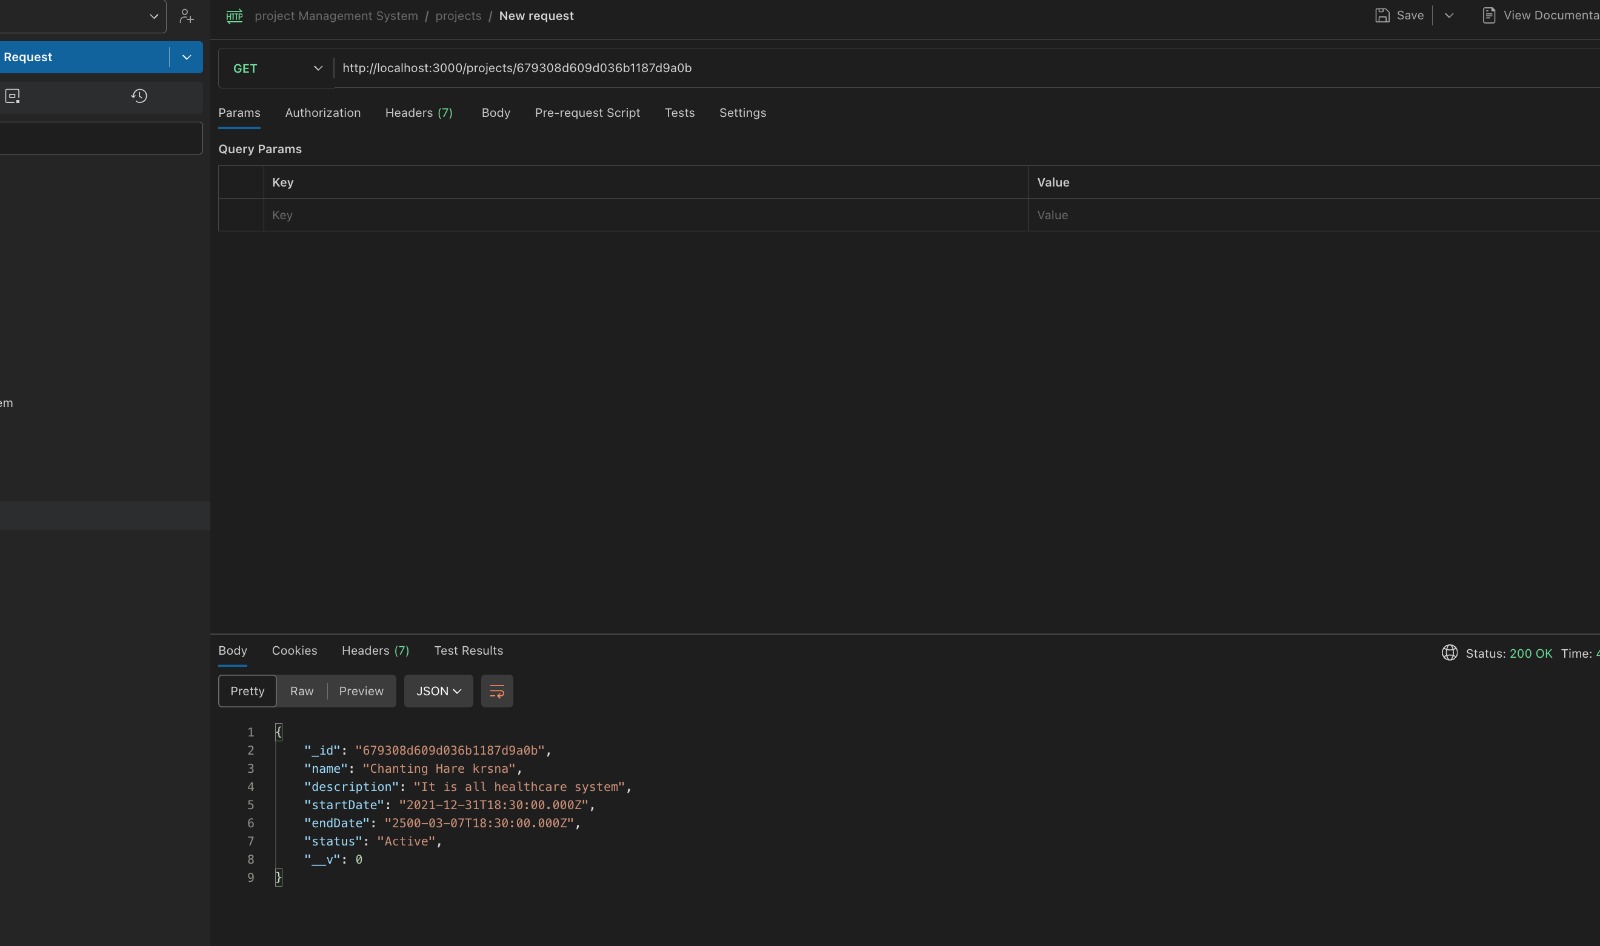 HTTP project Management System / projects / New request
Save
View Documenta
Request
GET http://localhost:3000/projects/679308d609d036b1187d9a0b
Params Authorization Headers (7) Body Pre-request Script Tests Settings
Query Params
Key Value
Key Value
em
Body Cookies Headers (7) Test Results
Status: 200 OK Time: 4
Pretty Raw Preview JSON
1 {
2 "_id": "679308d609d036b1187d9a0b",
3 "name": "Chanting Hare krsna",
4 "description": "It is all healthcare system",
5 "startDate": "2021-12-31T18:30:00.000Z",
6 "endDate": "2500-03-07T18:30:00.000Z",
7 "status": "Active",
8 "__v": 0
9 }